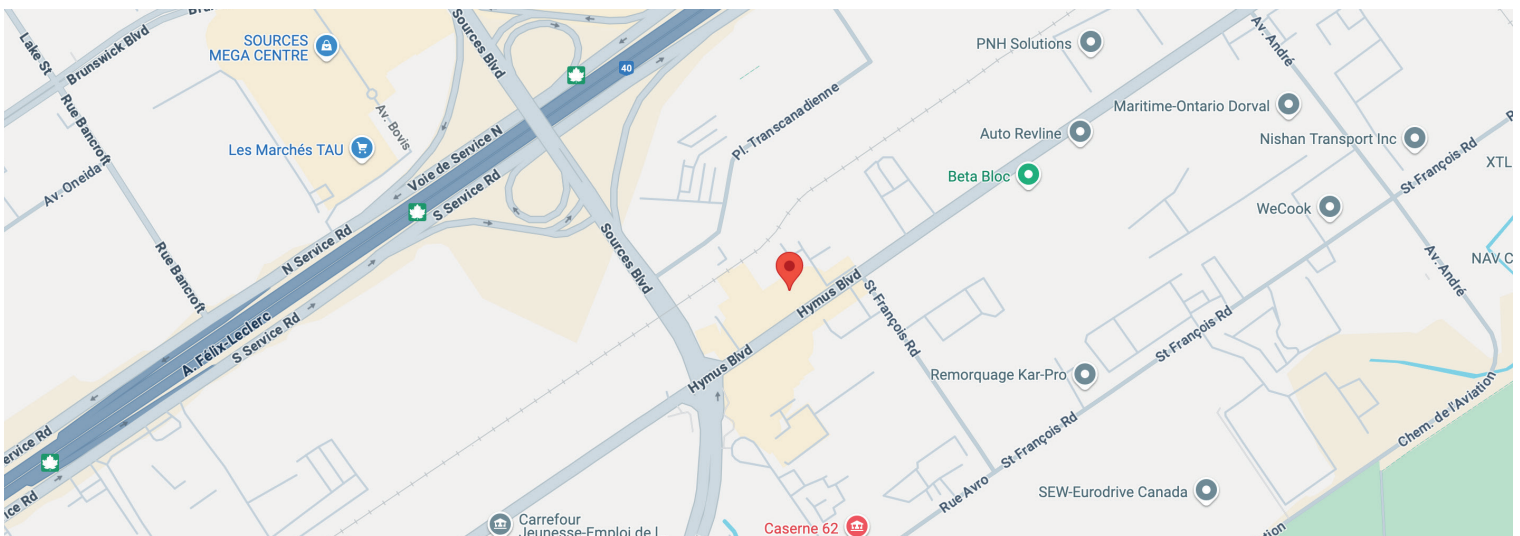 Lake St
Brunswick Blvd
SOURCES
MEGA CENTRE
Sources Blvd
40
PNH Solutions
Av. André
Rue Bancroft
Av. Bovis
Pl. Transcanadienne
Maritime-Ontario Dorval
Auto Revline
Nishan Transport Inc
Les Marchés TAU
Voie de Service N
Beta Bloc
St François Rd
XTL
Av. Oneida
S Service Rd
WeCook
Rue Bancroft
N Service Rd
Sources Blvd
Av. André
NAV C
Hymus Blvd
St François Rd
A. Félix-Leclerc
S Service Rd
St François Rd
Hymus Blvd
Remorquage Kar-Pro
Chem. de l'Aviation
ervice Rd
St François Rd
Rue Avro
SEW-Eurodrive Canada
ice Rd
Carrefour
Jeunesse-Emploi de l
Caserne 62